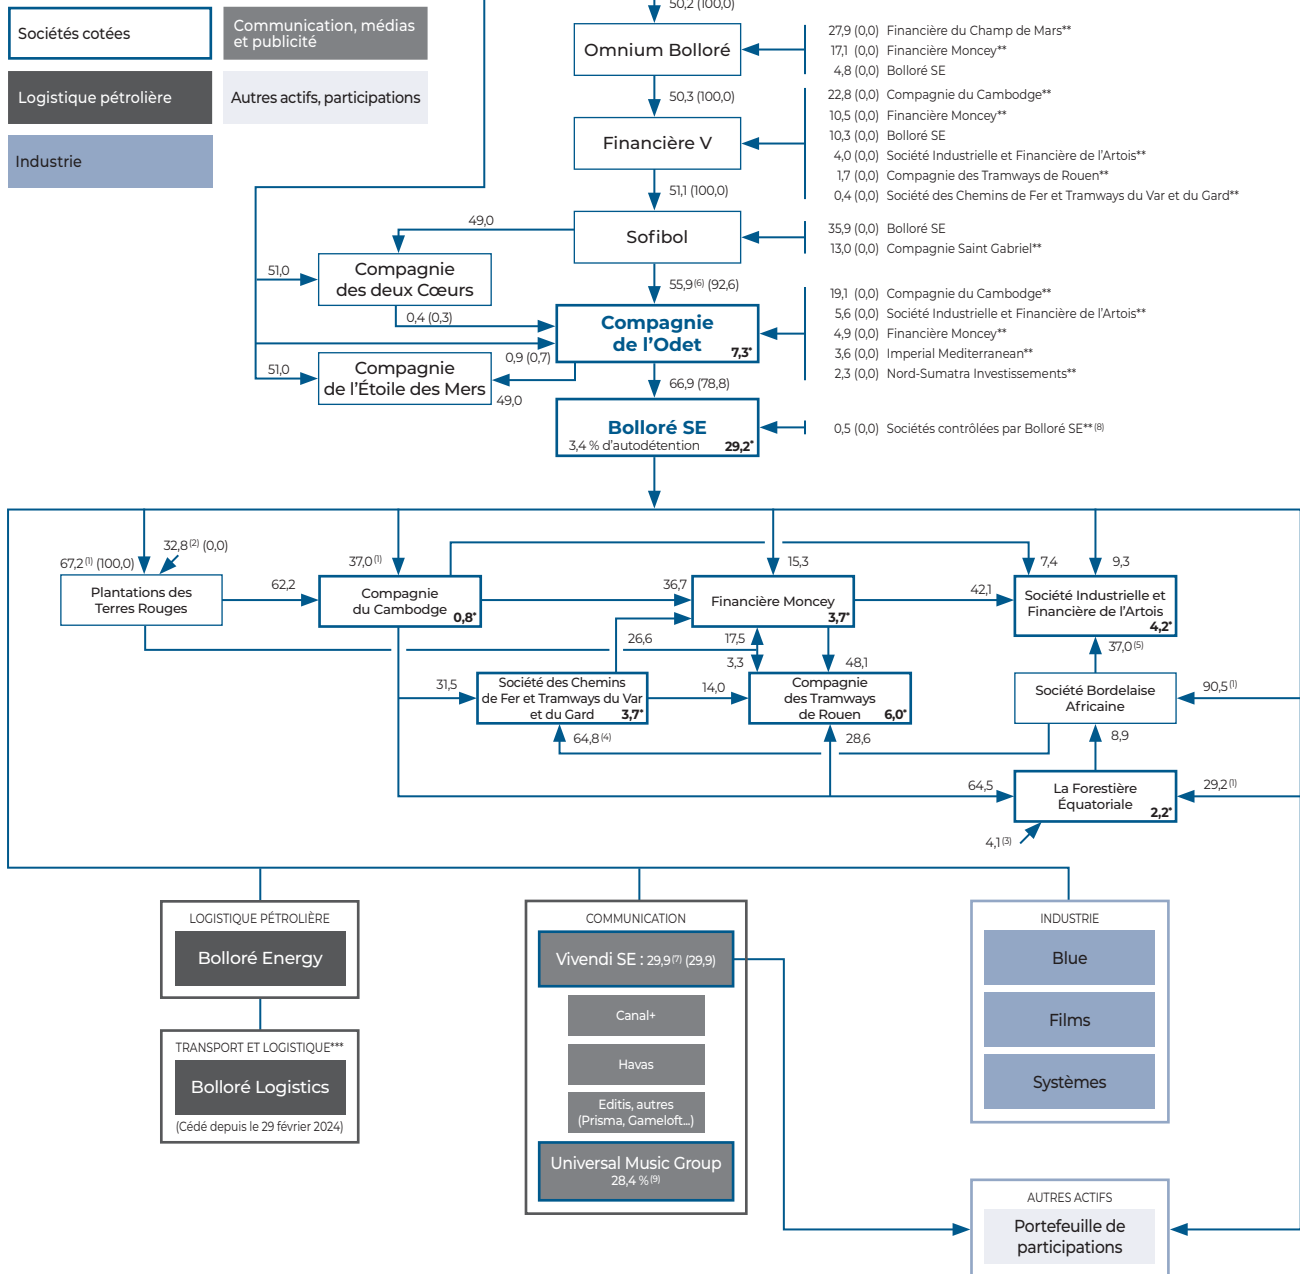 50,2 (100,0)
Sociétés cotées
Communication, médias
et publicité
Logistique pétrolière
Autres actifs, participations
Industrie
Omnium Bolloré
27,9 (0,0) Financière du Champ de Mars**
17,1 (0,0) Financière Moncey**
4,8 (0,0) Bolloré SE
50,3 (100,0)
Financière V
22,8 (0,0) Compagnie du Cambodge**
10,5 (0,0) Financière Moncey**
10,3 (0,0) Bolloré SE
4,0 (0,0) Société Industrielle et Financière de l'Artois**
1,7 (0,0) Compagnie des Tramways de Rouen**
0,4 (0,0) Société des Chemins de Fer et Tramways du Var et du Gard**
51,1 (100,0)
49,0
Sofibol
35,9 (0,0) Bolloré SE
13,0 (0,0) Compagnie Saint Gabriel**
51,0
Compagnie
des deux Cœurs
55,9(6) (92,6)
0,4 (0,3)
Compagnie
de l'Odet
7,3*
19,1 (0,0) Compagnie du Cambodge**
5,6 (0,0) Société Industrielle et Financière de l'Artois**
4,9 (0,0) Financière Moncey**
3,6 (0,0) Imperial Mediterranean**
2,3 (0,0) Nord-Sumatra Investissements**
0,9 (0,7)
51,0
Compagnie
de l'Étoile des Mers
49,0
66,9 (78,8)
Bolloré SE
3,4 % d'autodétention
29,2*
0,5 (0,0) Sociétés contrôlées par Bolloré SE**(8)
67,2(1) (100,0)
32,8(2) (0,0)
37,0(1)
15,3
7,4
9,3
Plantations des
Terres Rouges
62,2
Compagnie
du Cambodge
0,8*
36,7
Financière Moncey
3,7*
42,1
Société Industrielle et
Financière de l'Artois
4,2*
26,6
17,5
3,3
48,1
37,0(5)
31,5
Société des Chemins
de Fer et Tramways du Var
et du Gard
3,7*
14,0
Compagnie
des Tramways
de Rouen
6,0*
Société Bordelaise
Africaine
90,5(1)
64,8(4)
28,6
8,9
64,5
La Forestière
Équatoriale
2,2*
29,2(1)
4,1(3)
LOGISTIQUE PÉTROLIÈRE
Bolloré Energy
TRANSPORT ET LOGISTIQUE***
Bolloré Logistics
(Cédé depuis le 29 février 2024)
COMMUNICATION
Vivendi SE : 29,9(7) (29,9)
Canal+
Havas
Editis, autres
(Prisma, Gameloft...)
Universal Music Group
28,4 %(9)
INDUSTRIE
Blue
Films
Systèmes
AUTRES ACTIFS
Portefeuille de
participations